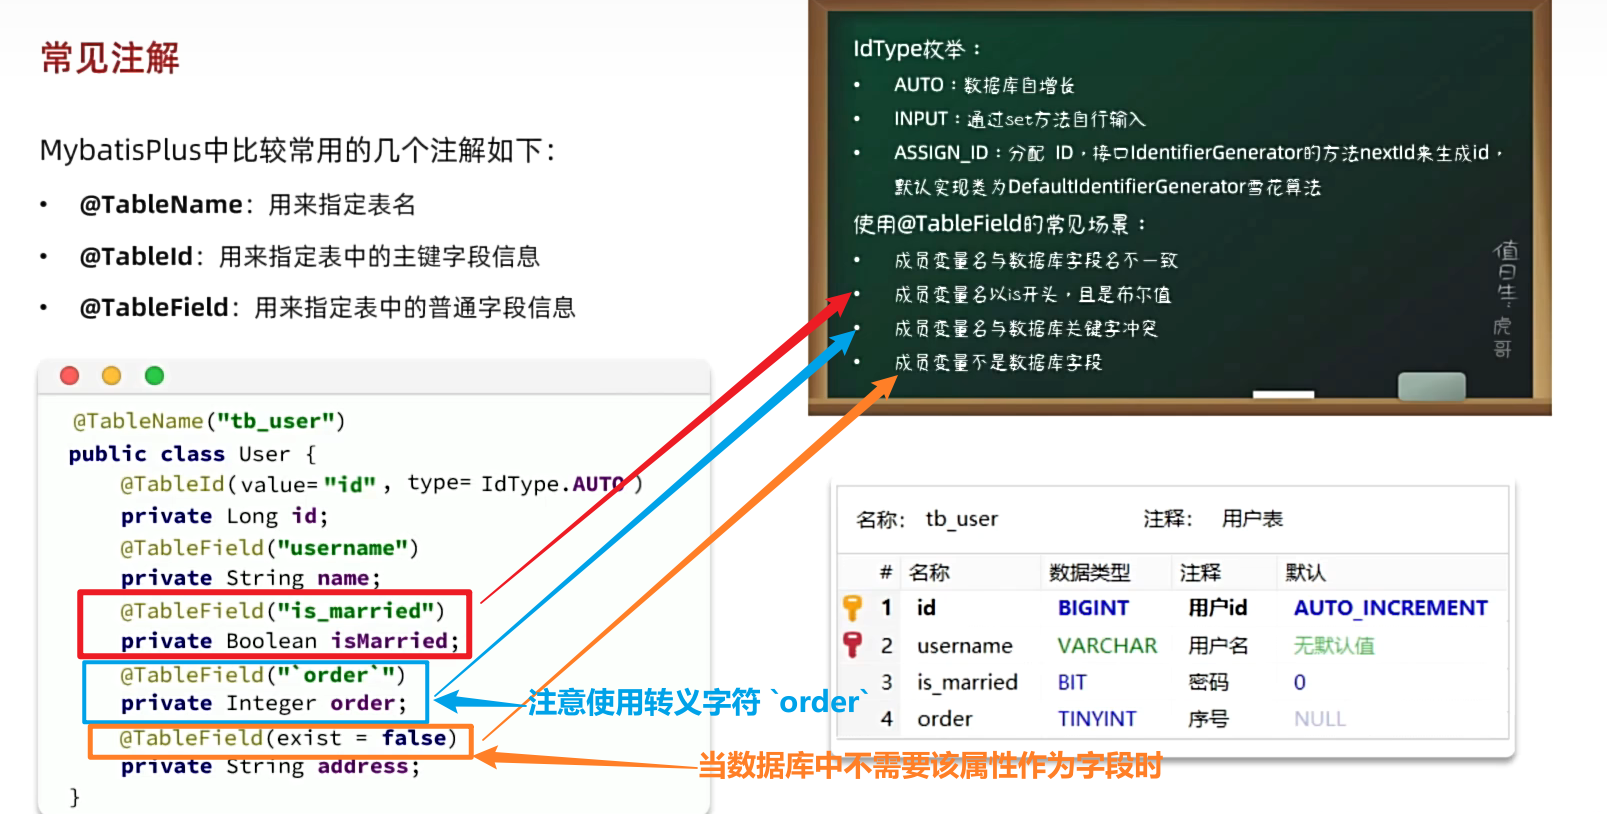 常见注解
MybatisPlus中比较常用的几个注解如下：
• @TableName：用来指定表名
• @TableId：用来指定表中的主键字段信息
• @TableField：用来指定表中的普通字段信息
@TableName("tb_user")
public class User {
@TableId(value="id", type=IdType.AUTO)
private Long id;
@TableField("username")
private String name;
@TableField("is_married")
private Boolean isMarried;
@TableField("`order`")
private Integer order;
@TableField(exist = false)
private String address;
}
注意使用转义字符 `order`
当数据库中不需要该属性作为字段时
IdType枚举：
• AUTO：数据库自增长
• INPUT：通过set方法自行输入
• ASSIGN_ID：分配 ID，接口IdentifierGenerator的方法nextId来生成id，
默认实现类为DefaultIdentifierGenerator雪花算法
使用@TableField的常见场景：
• 成员变量名与数据库字段名不一致
• 成员变量名以is开头，且是布尔值
• 成员变量名与数据库关键字冲突
• 成员变量不是数据库字段
值日生：虎哥
名称： tb_user 注释： 用户表
# 名称 数据类型 注释 默认
1 id BIGINT 用户id AUTO_INCREMENT
2 username VARCHAR 用户名 无默认值
3 is_married BIT 密码 0
4 order TINYINT 序号 NULL